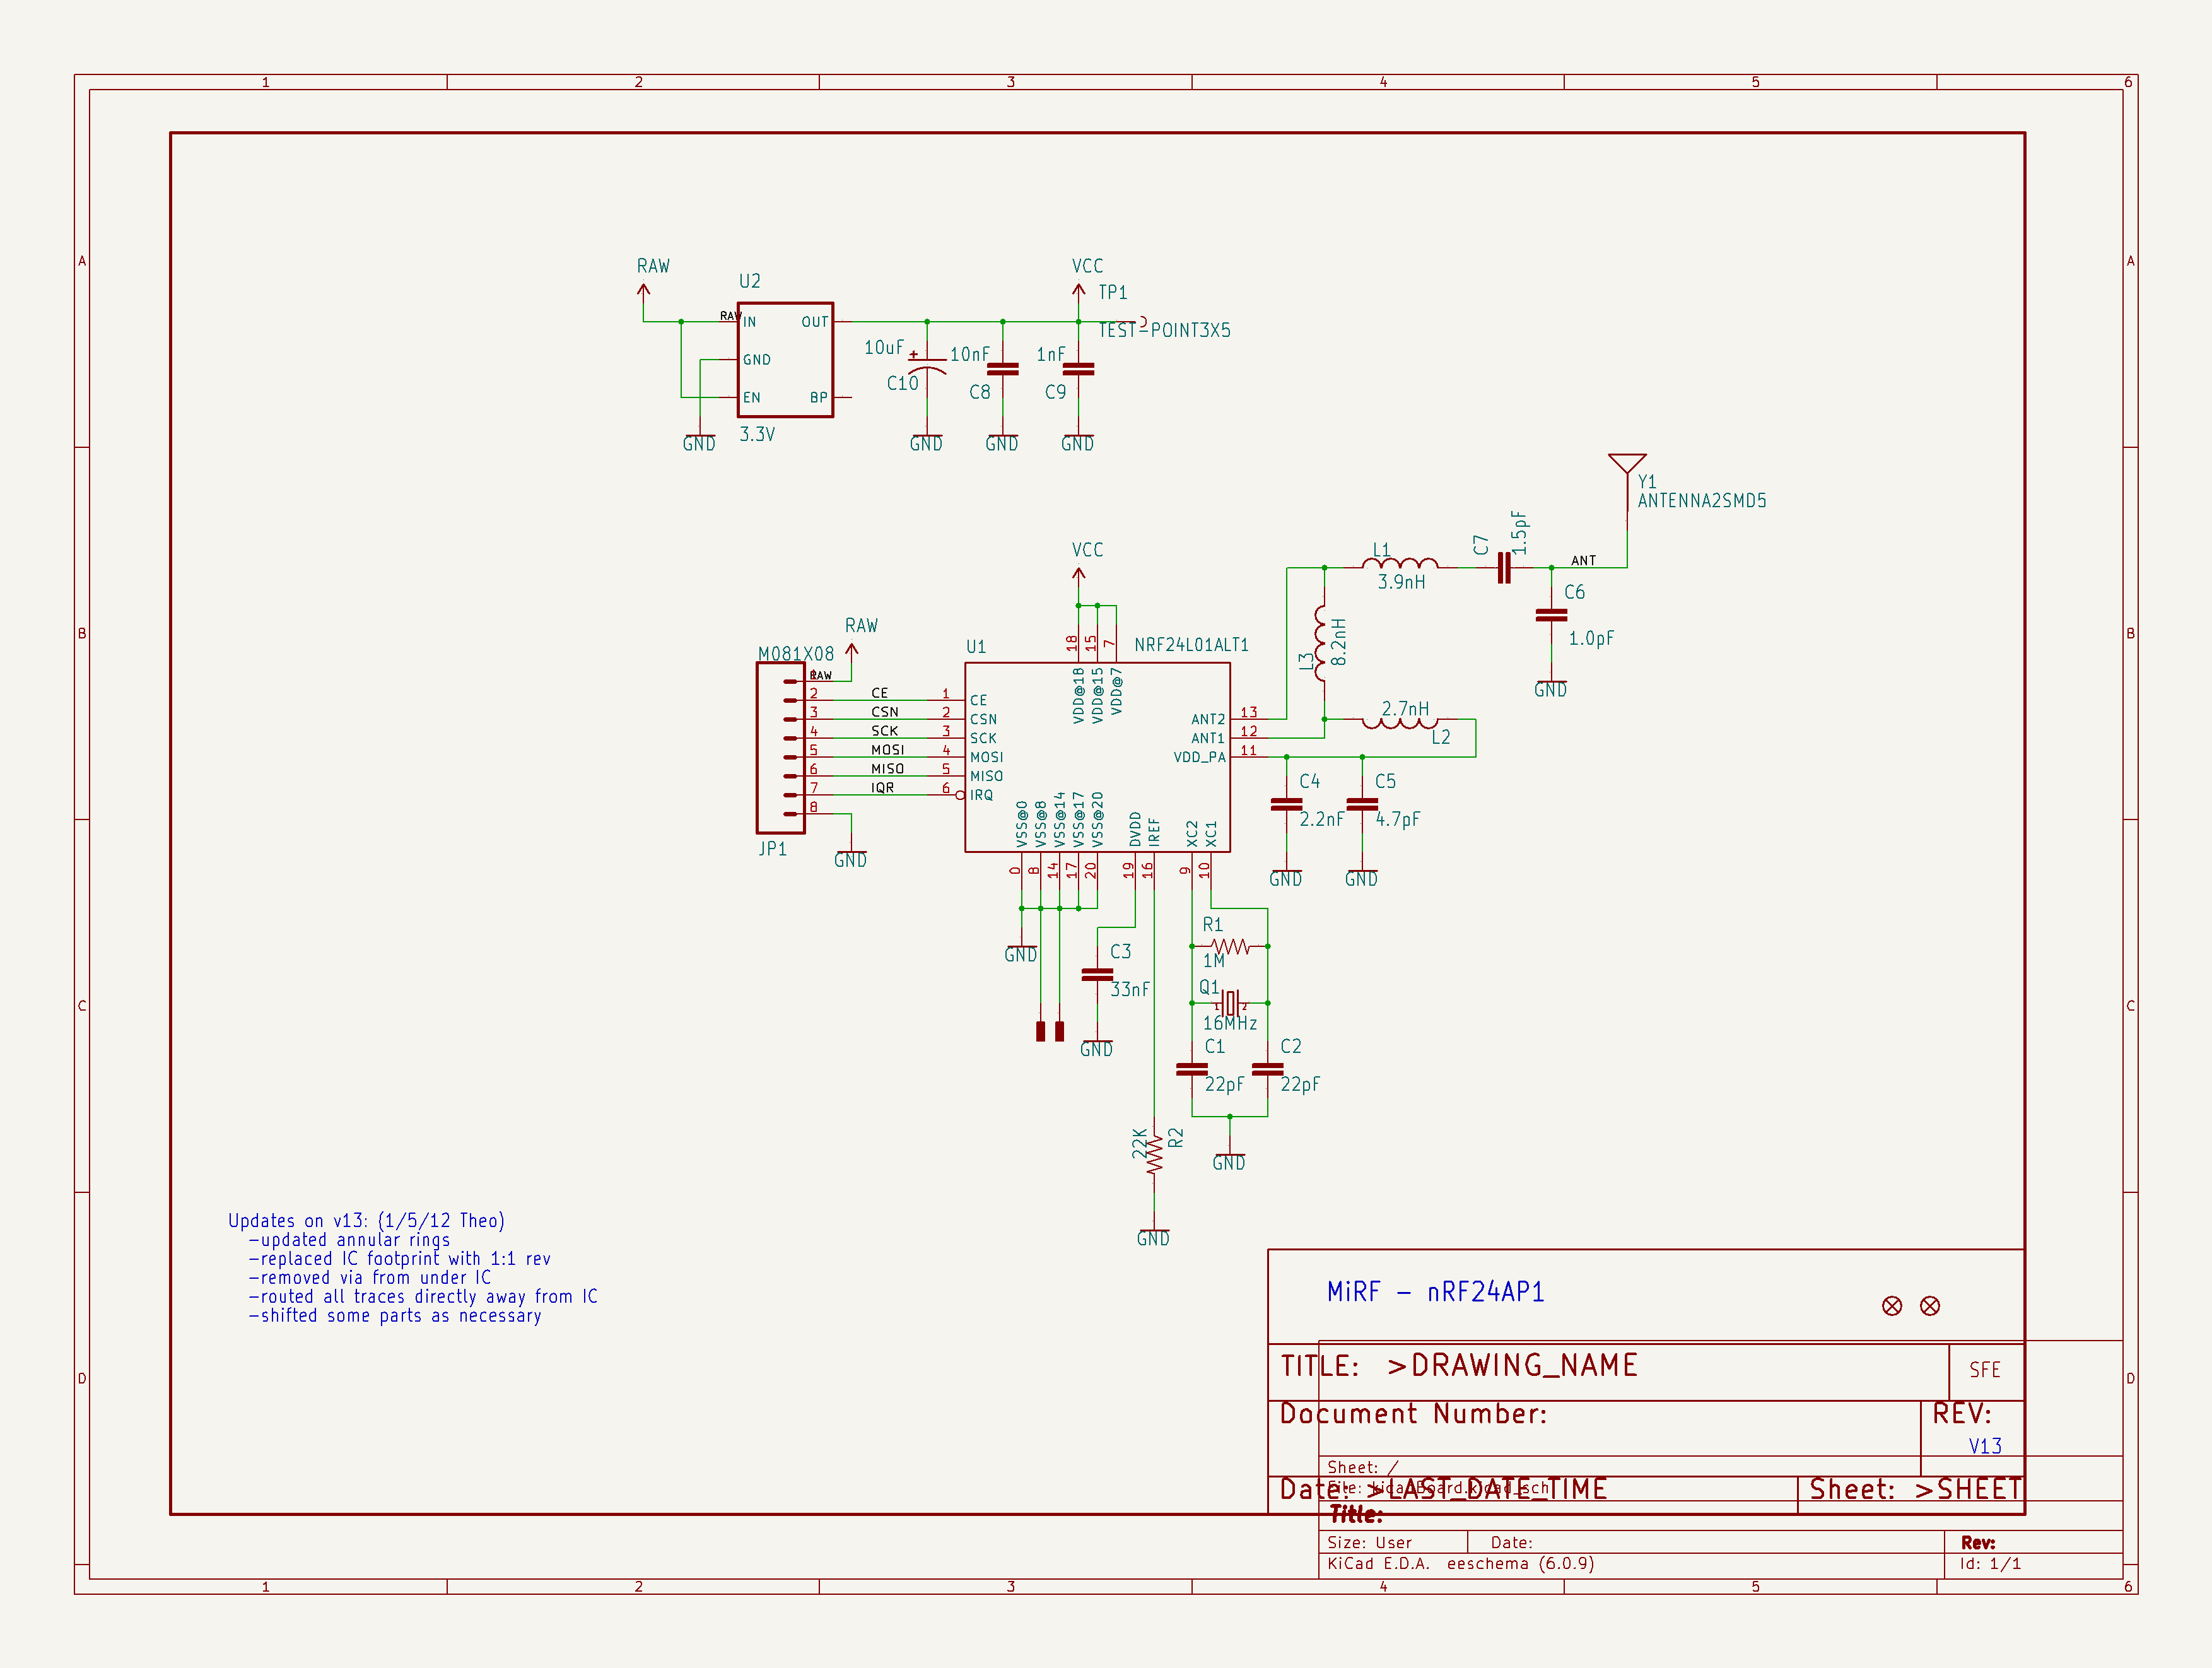 1 2 3 4 5 6
A A
RAW
VCC
U2
TP1
RAW
IN
OUT
TEST-POINT3X5
10uF
10nF
1nF
GND
C10
C8
C9
EN
BP
GND
3.3V
GND
GND
GND
Y1
ANTENNA2SMD5
VCC
L1
C7
1.5pF
ANT
3.9nH
C6
1.0pF
GND
B B
RAW
M081X08
RAW
1
2
3
4
5
6
7
8
CE
CSN
SCK
MOSI
MISO
IQR
JP1
GND
U1
NRF24L01ALT1
18
15
7
VDD@18
VDD@15
VDD@7
1 CE
2 CSN
3 SCK
4 MOSI
5 MISO
6 IRQ
ANT2 13
ANT1 12
VDD_PA 11
L3
8.2nH
2.7nH
L2
C4
2.2nF
C5
4.7pF
GND
GND
VSS@0
VSS@8
VSS@14
VSS@17
VSS@20
DVDD
IREF
XC2
XC1
0
8
14
17
20
19
16
9
10
GND
C3
33nF
GND
R1
1M
Q1
1
2
16MHz
C1
22pF
C2
22pF
GND
22K
R2
GND
C C
Updates on v13: (1/5/12 Theo)
-updated annular rings
-replaced IC footprint with 1:1 rev
-removed via from under IC
-routed all traces directly away from IC
-shifted some parts as necessary
MiRF - nRF24AP1
TITLE: >DRAWING_NAME
SFE
D D
Document Number:
REV:
V13
Sheet: /
File: kicadBoard.kicad_sch
Date: >LAST_DATE_TIME
Sheet: >SHEET
Title:
Size: User
Date:
Rev:
KiCad E.D.A. eeschema (6.0.9)
Id: 1/1
1 2 3 4 5 6